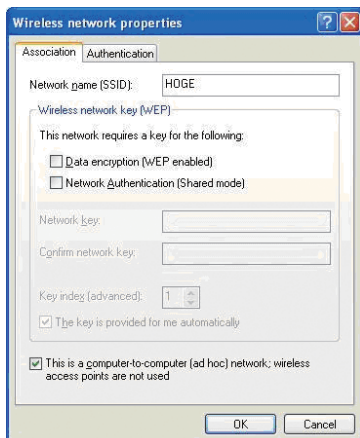 Wireless network properties
Association Authentication
Network name (SSID): HOGE
Wireless network key (WEP)
This network requires a key for the following:
Data encryption (WEP enabled)
Network Authentication (Shared mode)
Network key:
Confirm network key:
Key index (advanced): 1
The key is provided for me automatically
This is a computer-to-computer (ad hoc) network; wireless
access points are not used
OK Cancel